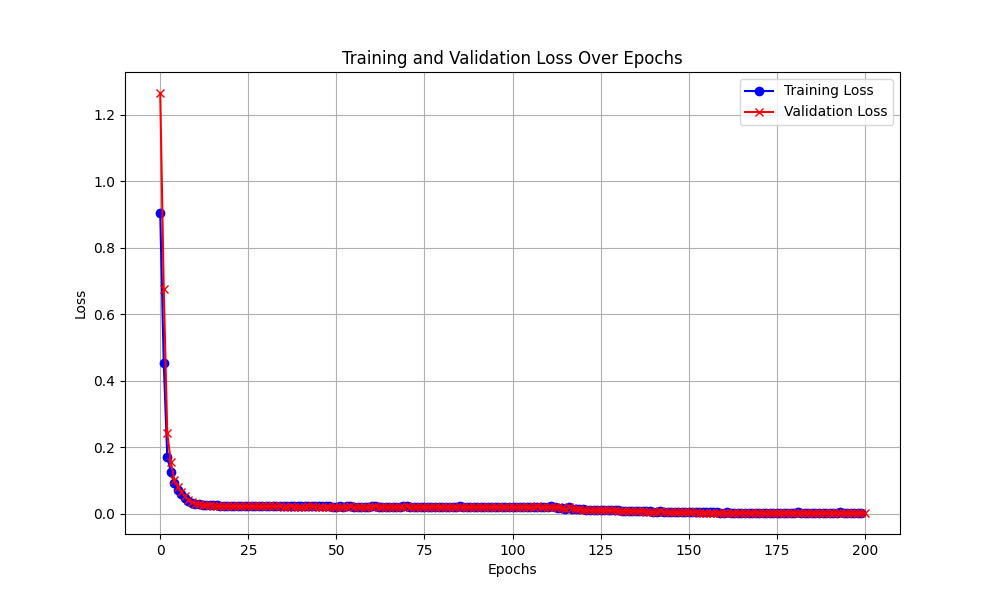 Training and Validation Loss Over Epochs
Training Loss
Validation Loss
1.2
1.0
0.8
0.6
0.4
0.2
0.0
Loss
0 25 50 75 100 125 150 175 200
Epochs